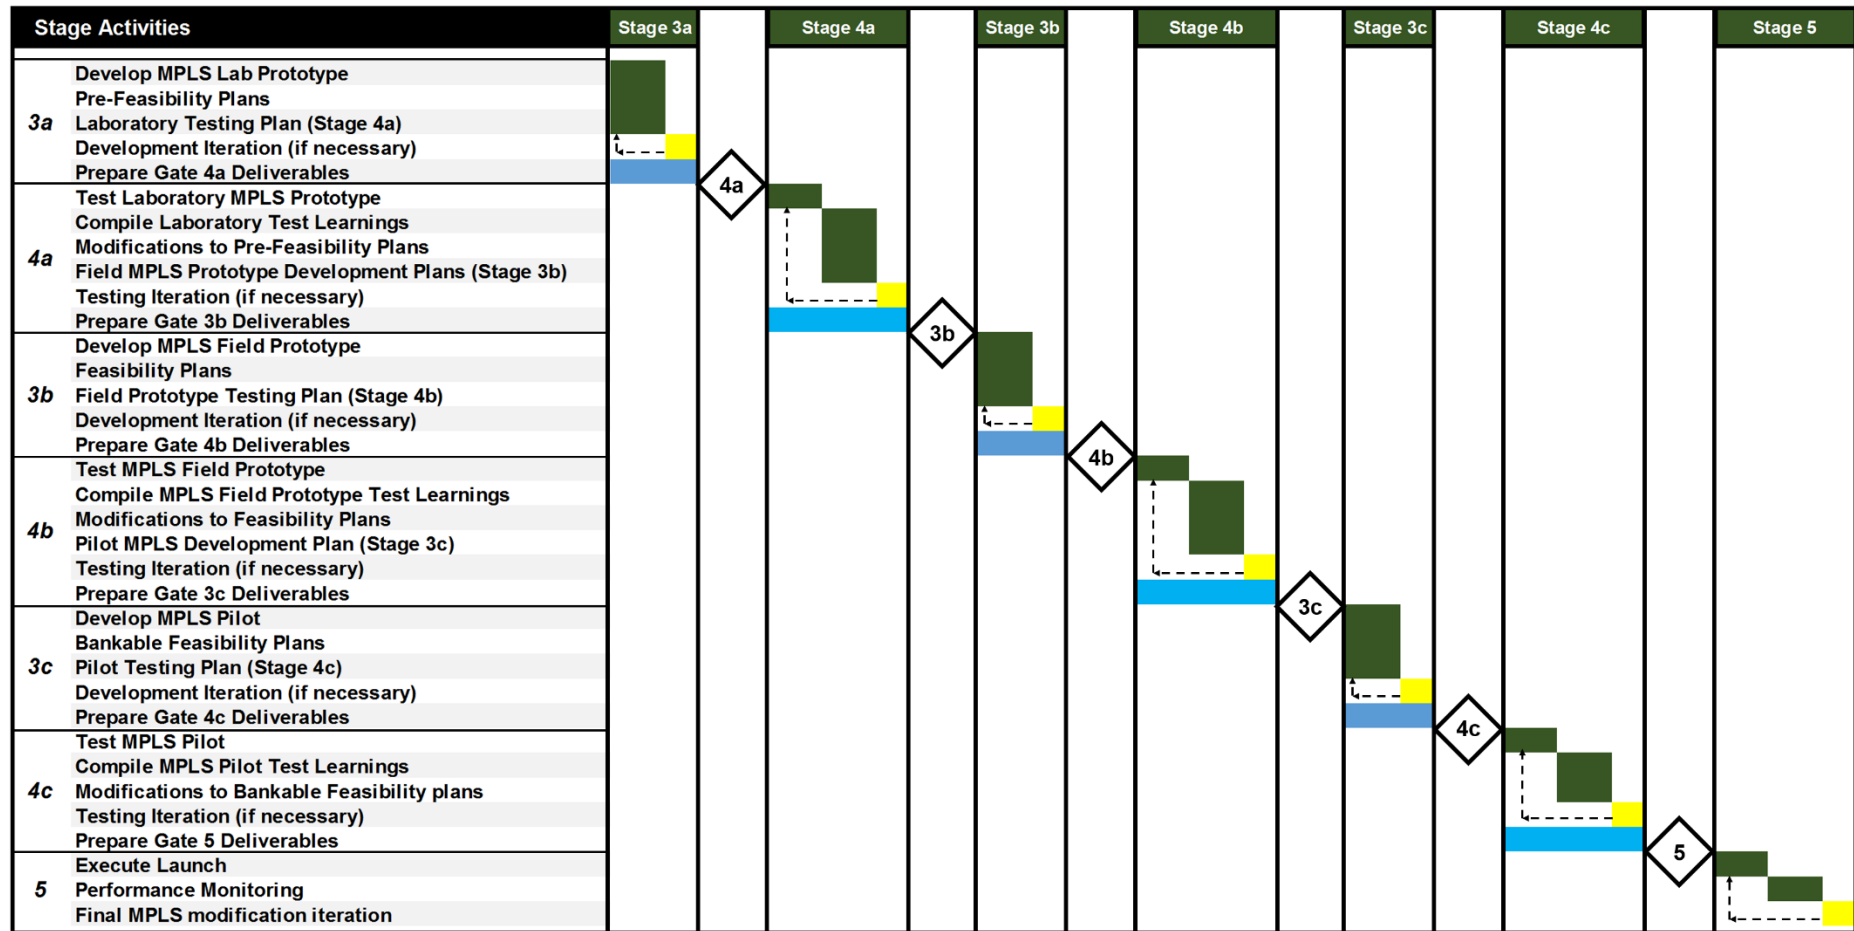 Stage Activities Stage 3a Stage 4a Stage 3b Stage 4b Stage 3c Stage 4c Stage 5
Develop MPLS Lab Prototype
Pre-Feasibility Plans
3a Laboratory Testing Plan (Stage 4a)
Development Iteration (if necessary)
Prepare Gate 4a Deliverables
4a
Test Laboratory MPLS Prototype
Compile Laboratory Test Learnings
Modifications to Pre-Feasibility Plans
4a Field MPLS Prototype Development Plans (Stage 3b)
Testing Iteration (if necessary)
Prepare Gate 3b Deliverables
3b
Develop MPLS Field Prototype
Feasibility Plans
3b Field Prototype Testing Plan (Stage 4b)
Development Iteration (if necessary)
Prepare Gate 4b Deliverables
4b
Test MPLS Field Prototype
Compile MPLS Field Prototype Test Learnings
Modifications to Feasibility Plans
4b Pilot MPLS Development Plan (Stage 3c)
Testing Iteration (if necessary)
Prepare Gate 3c Deliverables
3c
Develop MPLS Pilot
Bankable Feasibility Plans
3c Pilot Testing Plan (Stage 4c)
Development Iteration (if necessary)
Prepare Gate 4c Deliverables
4c
Test MPLS Pilot
Compile MPLS Pilot Test Learnings
4c Modifications to Bankable Feasibility plans
Testing Iteration (if necessary)
Prepare Gate 5 Deliverables
5
Execute Launch
5 Performance Monitoring
Final MPLS modification iteration